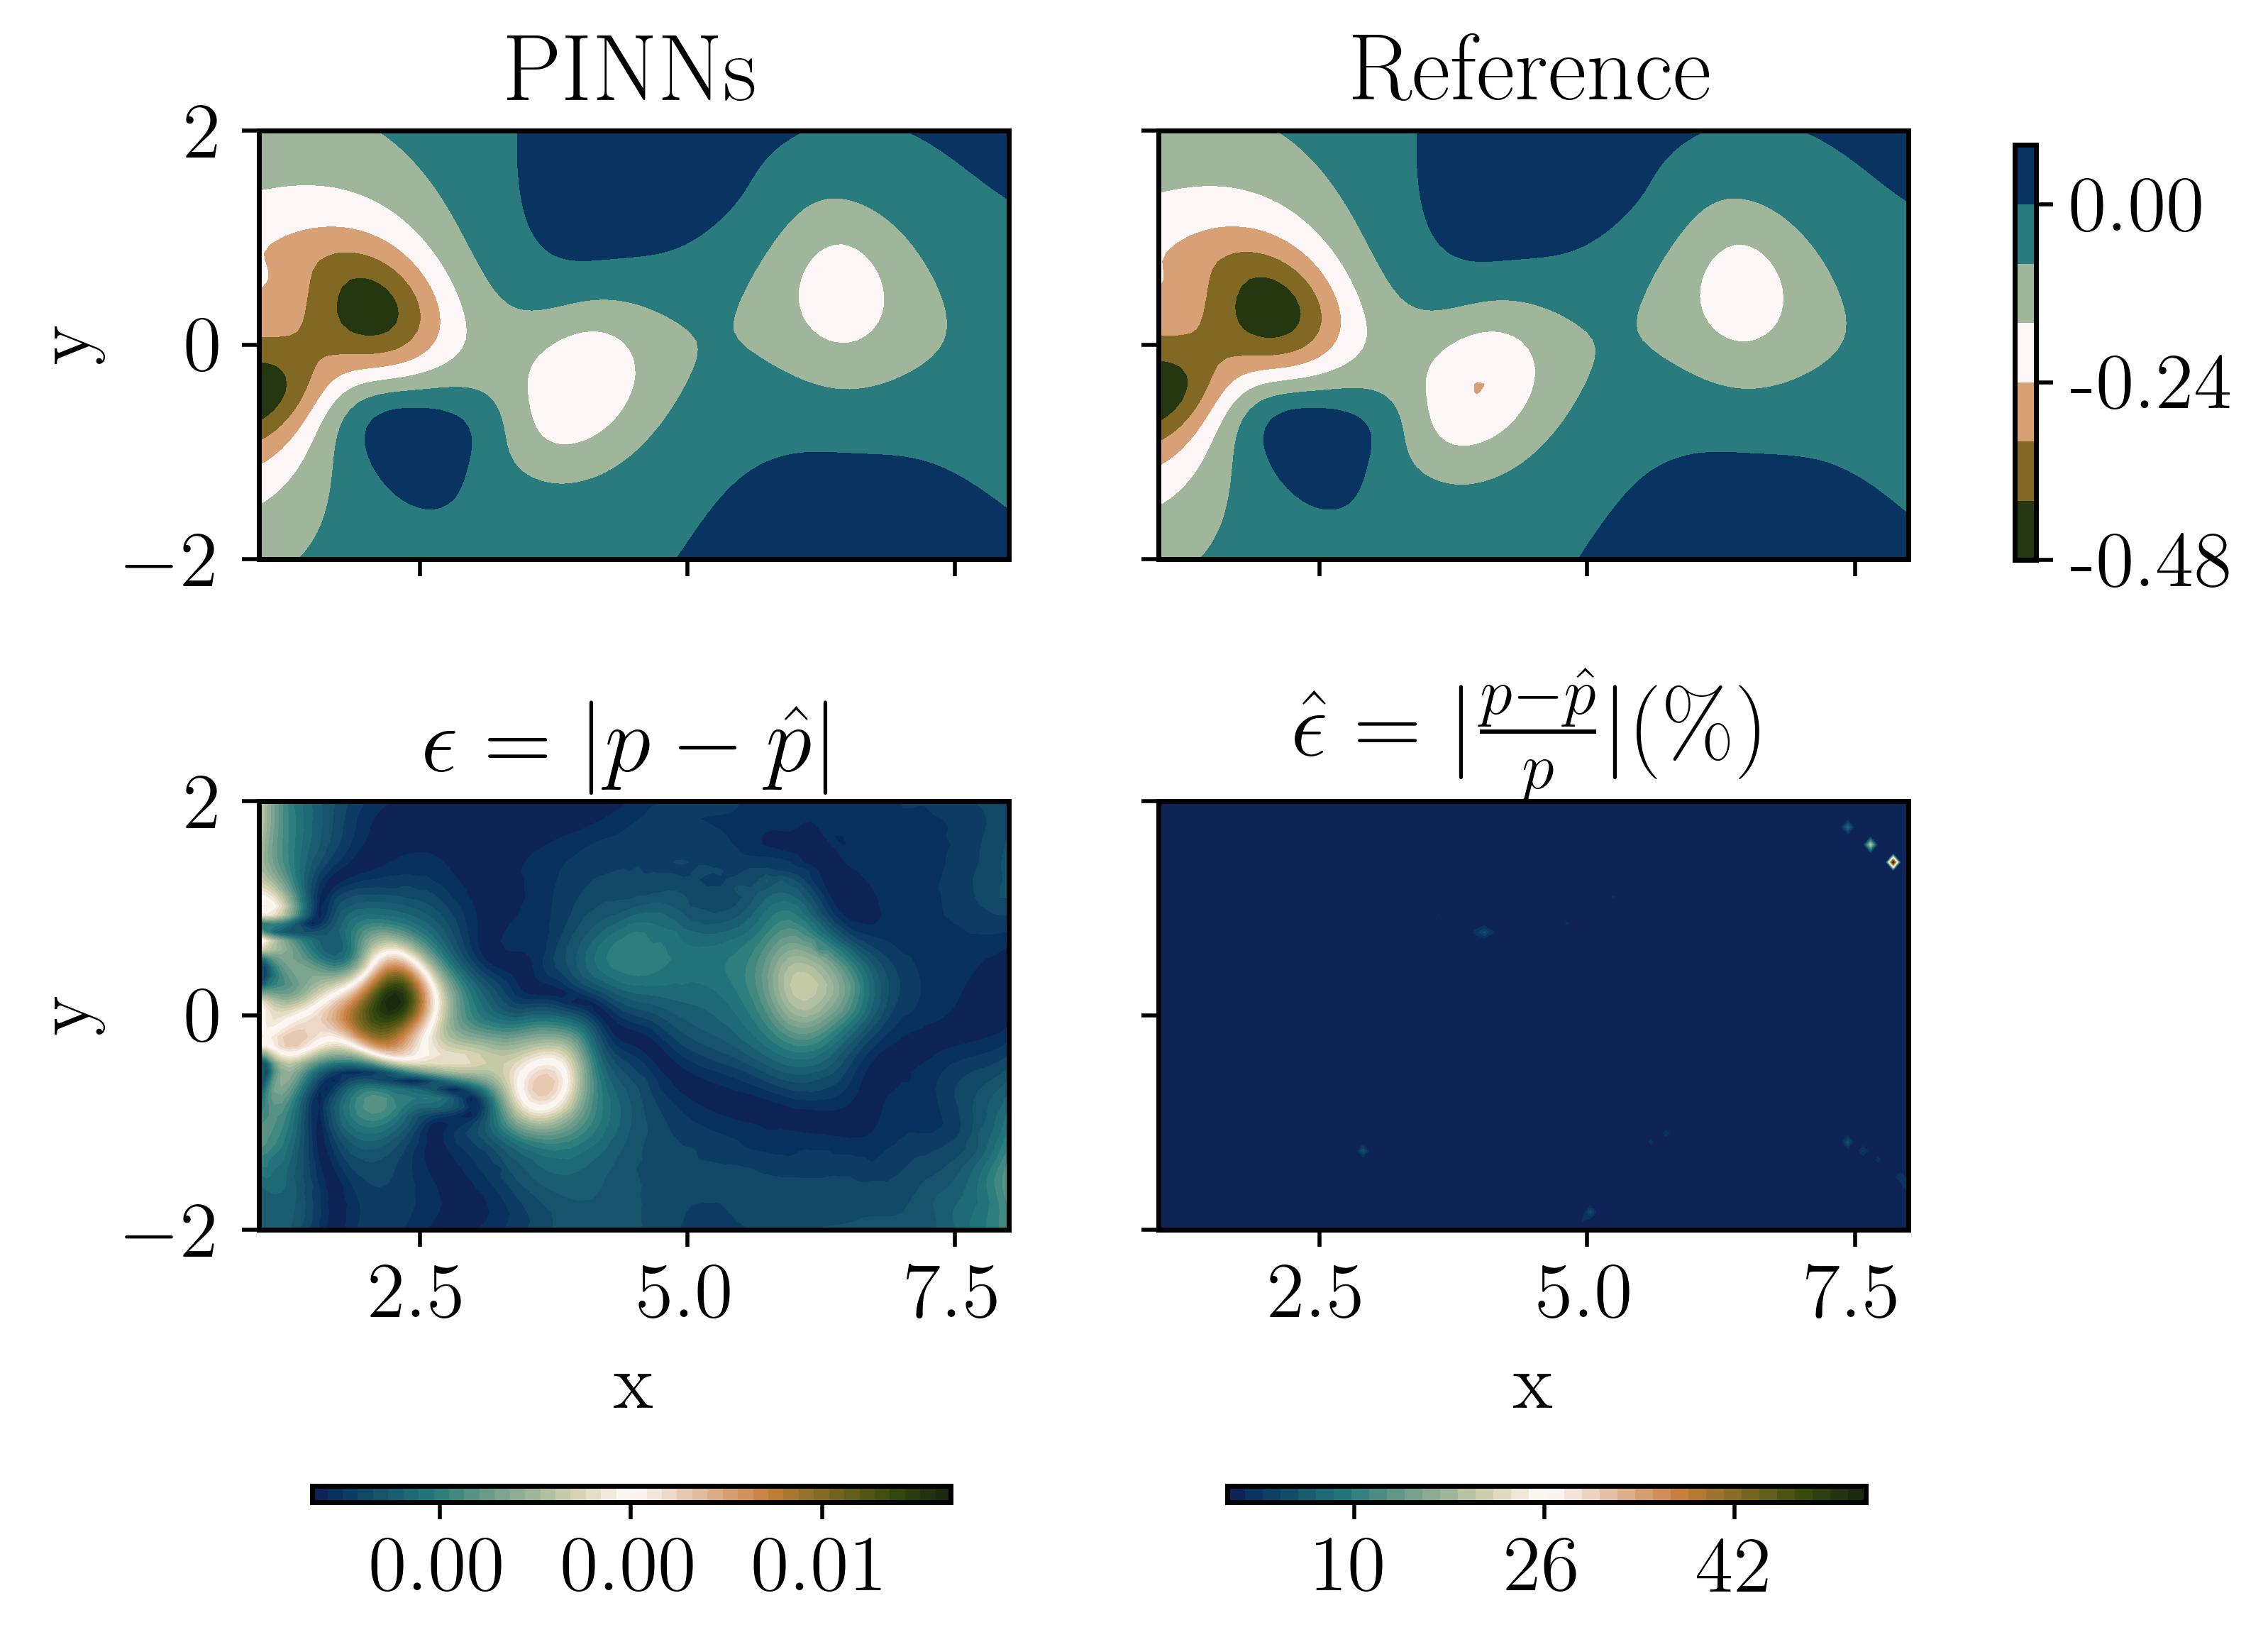 PINNs
Reference
2
0
−2
y
0.00
-0.24
-0.48
ϵ = |p − p̂|
ϵ̂ = |(p−p̂)/p|(%)
2
0
−2
y
2.5 5.0 7.5
2.5 5.0 7.5
x
x
0.00 0.00 0.01
10 26 42